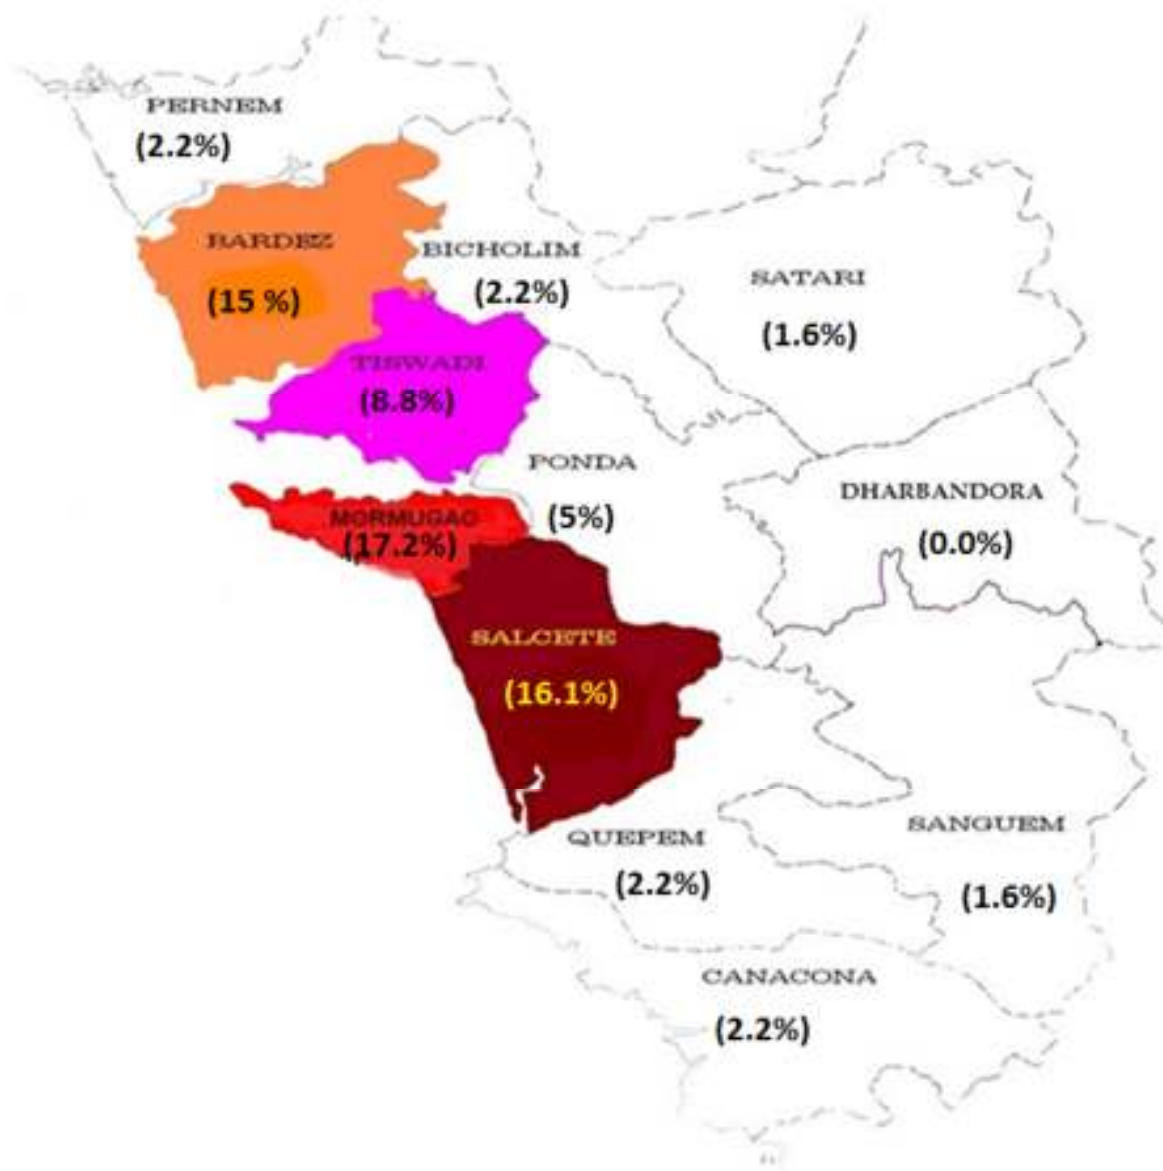 PERNEM
(2.2%)
BARDEZ
(15 %)
BICHOLIM
(2.2%)
SATARI
(1.6%)
TISWADI
(8.8%)
PONDA
(5%)
DHARBANDORA
(0.0%)
MORMUGAO
(17.2%)
SALCETE
(16.1%)
QUEPEM
(2.2%)
SANGUEM
(1.6%)
CANACONA
(2.2%)